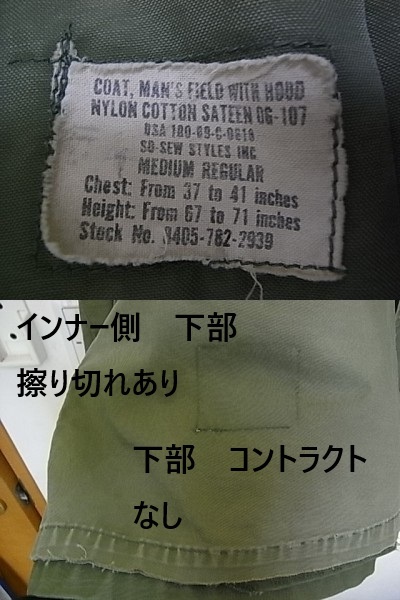 COAT, MAN'S FIELD WITH HOOD
NYLON COTTON SATEEN OG-107
DSA 100-69-C-0618
SO-SEW STYLES INC
MEDIUM REGULAR
Chest: From 37 to 41 inches
Height: From 67 to 71 inches
Stock No. 8405-782-2939
インナー側 下部
擦り切れあり
下部 コントラクト
なし